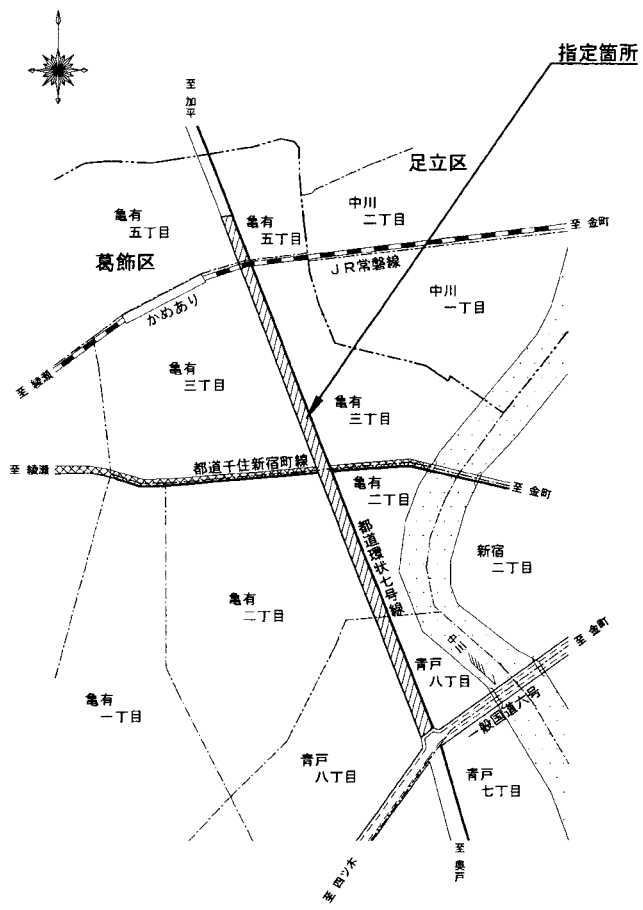 指定箇所
至 加平
足立区
中川
二丁目
亀有
五丁目
亀有
五丁目
至 金町
葛飾区
JR常磐線
中川
一丁目
かめあり
至 綾瀬
亀有
三丁目
亀有
三丁目
都道千住新宿町線
至 綾瀬
亀有
二丁目
至 金町
都道環状七号線
新宿
二丁目
亀有
二丁目
中川
至 金町
青戸
八丁目
亀有
一丁目
一般国道六号
青戸
八丁目
青戸
七丁目
至 四ツ木
至 奥戸